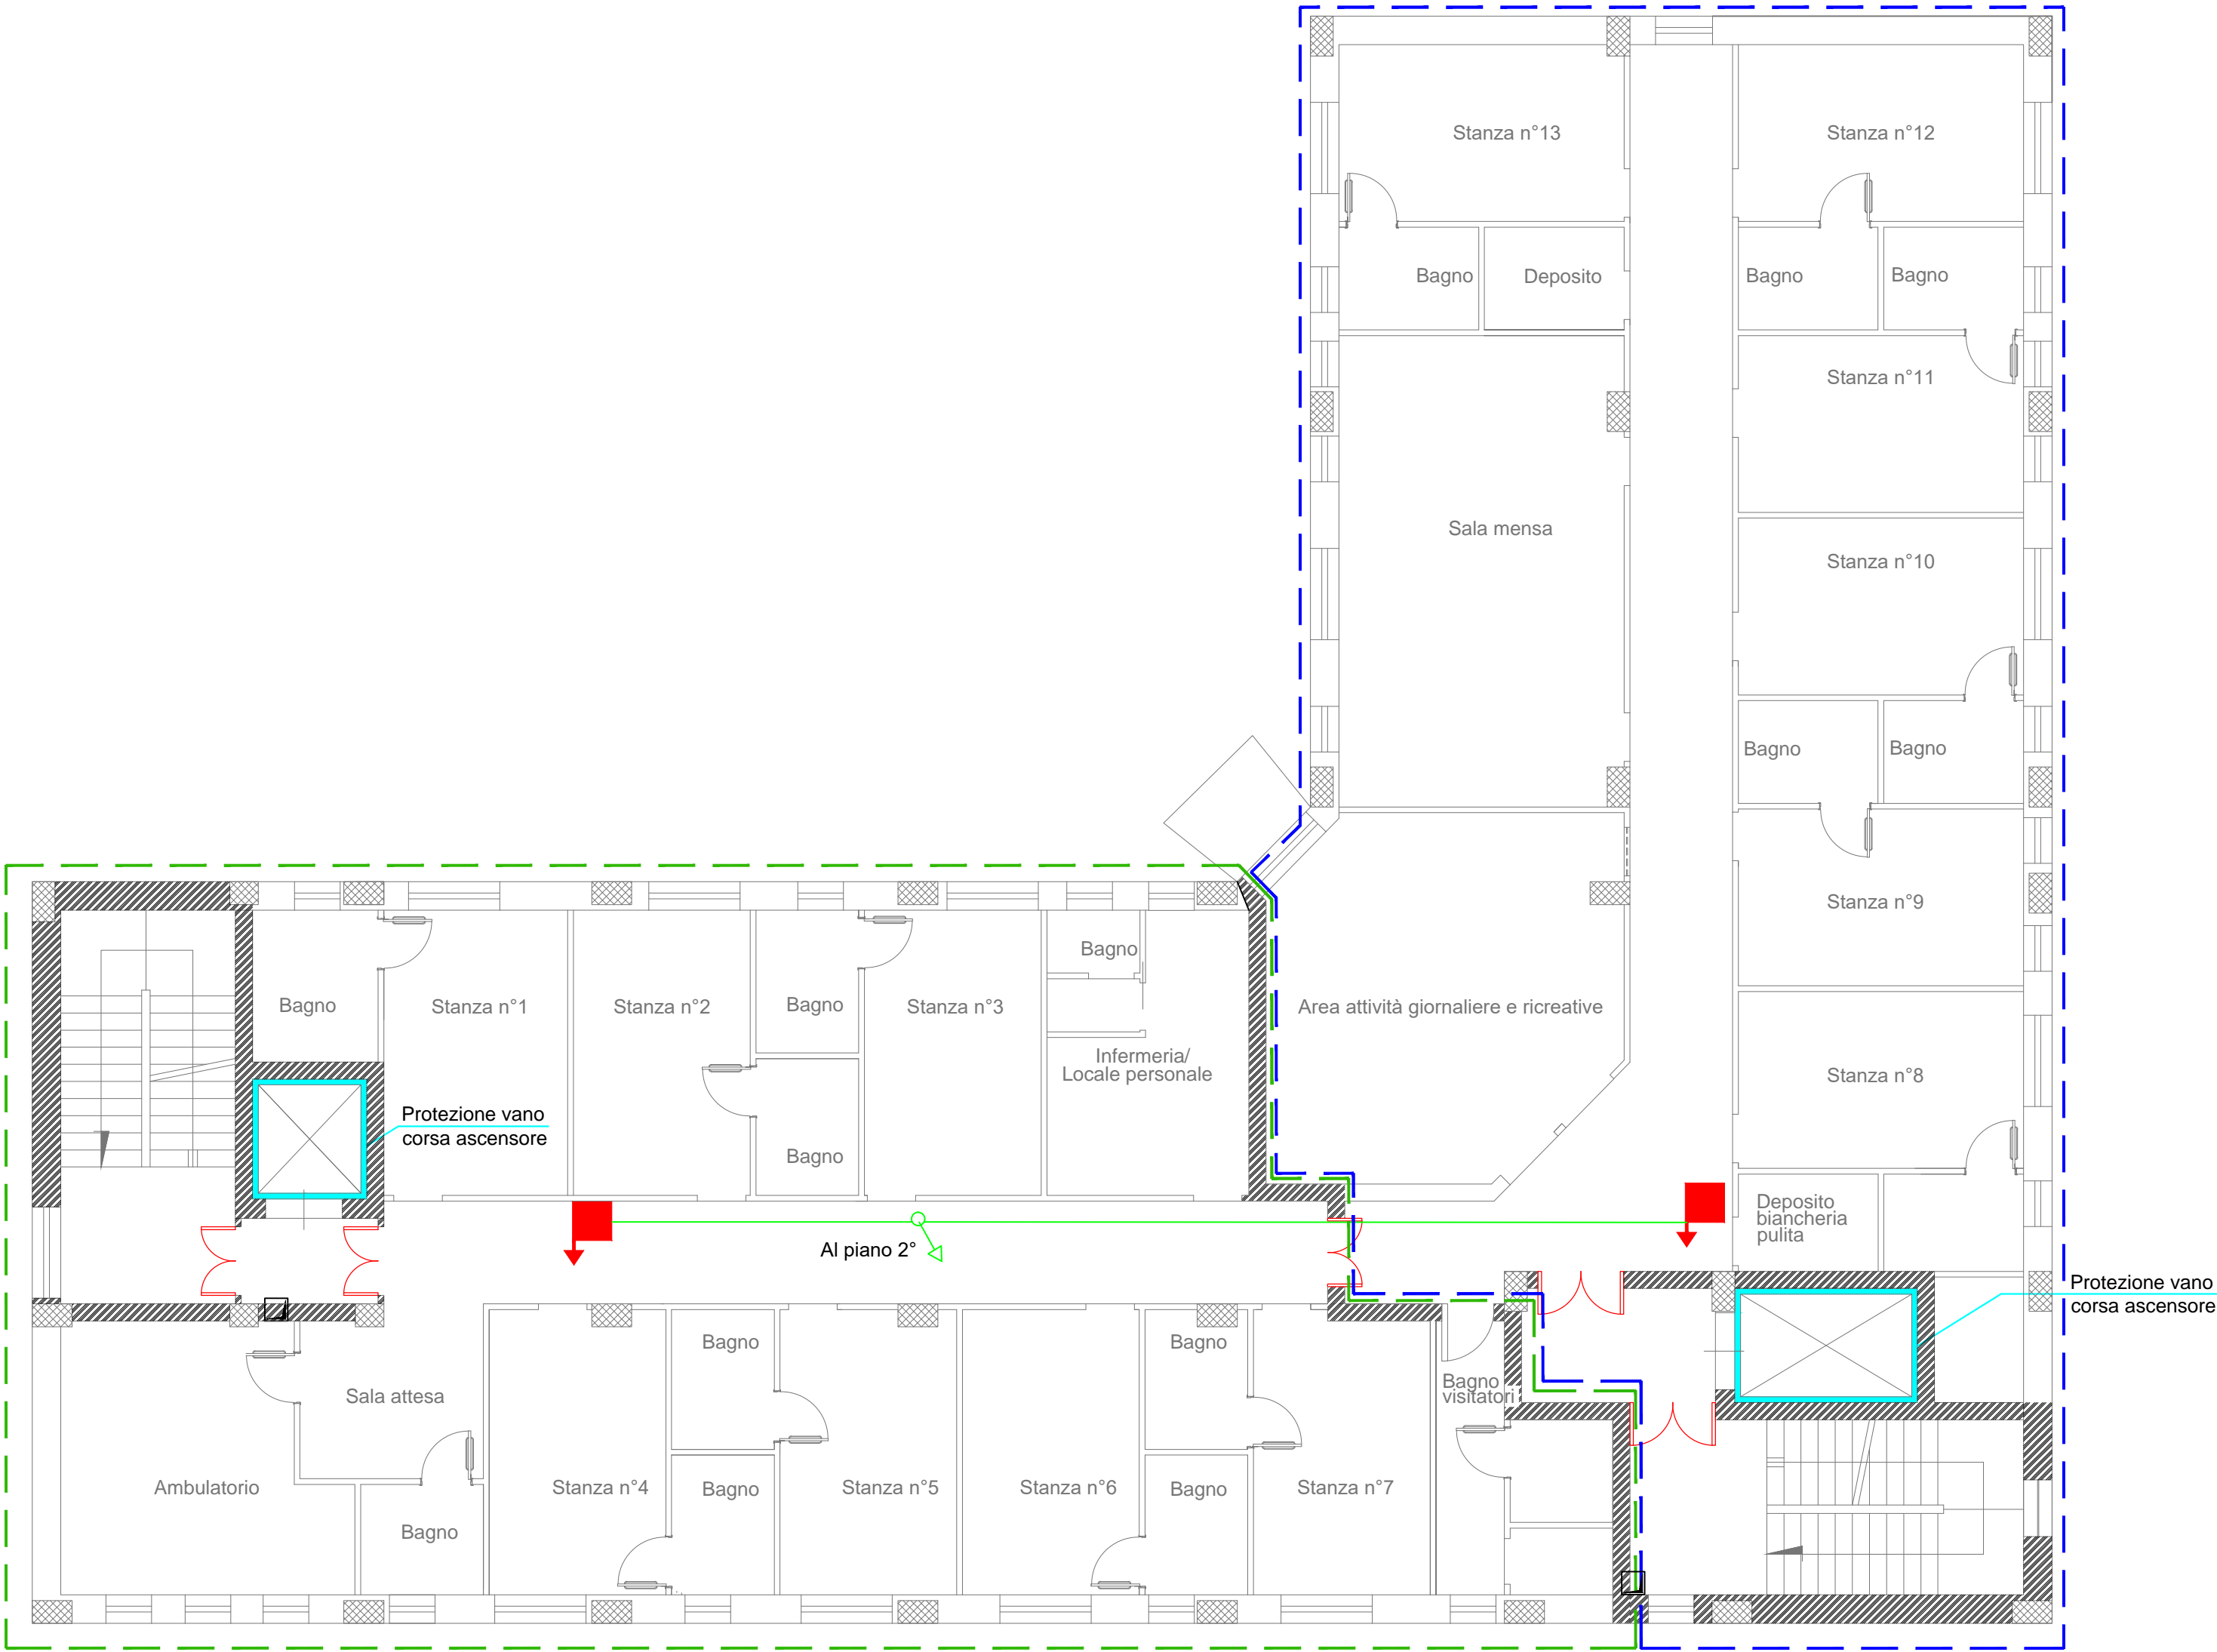 Stanza n°13
Stanza n°12
Bagno
Deposito
Bagno
Bagno
Stanza n°11
Sala mensa
Stanza n°10
Bagno
Bagno
Stanza n°9
Bagno
Bagno
Stanza n°1
Stanza n°2
Bagno
Stanza n°3
Area attività giornaliere e ricreative
Infermeria/
Locale personale
Stanza n°8
Protezione vano
corsa ascensore
Bagno
Deposito
biancheria
pulita
Al piano 2°
Protezione vano
corsa ascensore
Bagno
Bagno
Sala attesa
Bagno
visitatori
Ambulatorio
Stanza n°4
Bagno
Stanza n°5
Stanza n°6
Bagno
Stanza n°7
Bagno